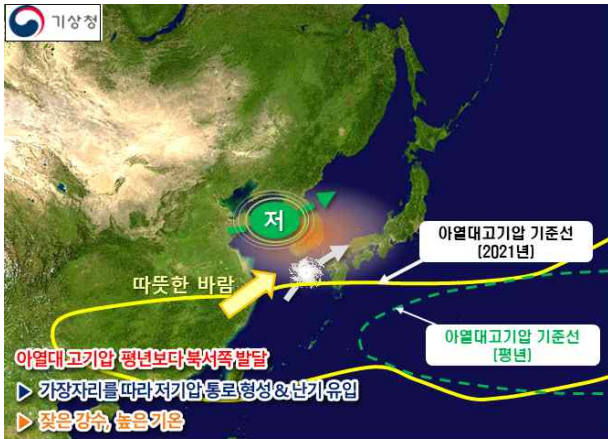 기상청
저
따뜻한 바람
아열대고기압 기준선
(2021년)
아열대고기압 기준선
(평년)
아열대 고기압 평년보다 북서쪽 발달
▶ 가장자리를 따라 저기압 통로 형성 & 난기 유입
▶ 잦은 강수, 높은 기온